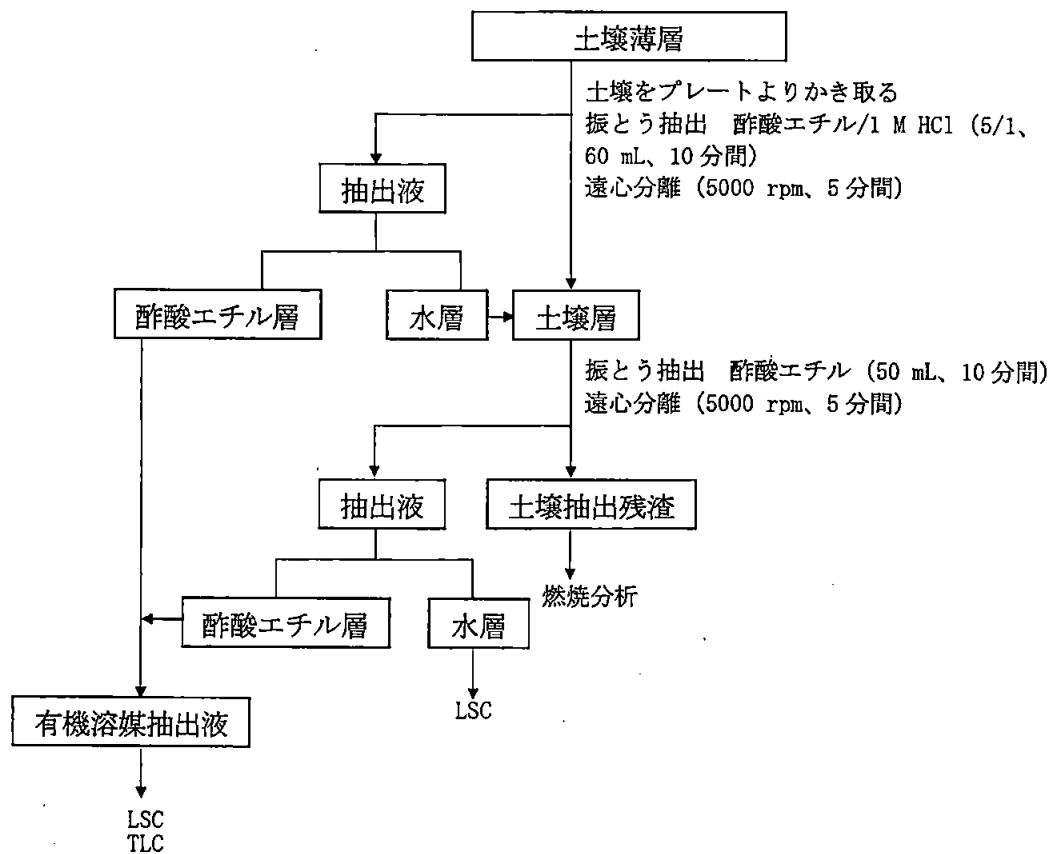 土壌薄層
土壌をプレートよりかき取る
振とう抽出 酢酸エチル/1 M HCl (5/1、
60 mL、10 分間)
遠心分離 (5000 rpm、5 分間)
抽出液
酢酸エチル層
水層
土壌層
振とう抽出 酢酸エチル (50 mL、10 分間)
遠心分離 (5000 rpm、5 分間)
抽出液
土壌抽出残渣
燃焼分析
酢酸エチル層
水層
LSC
有機溶媒抽出液
LSC
TLC